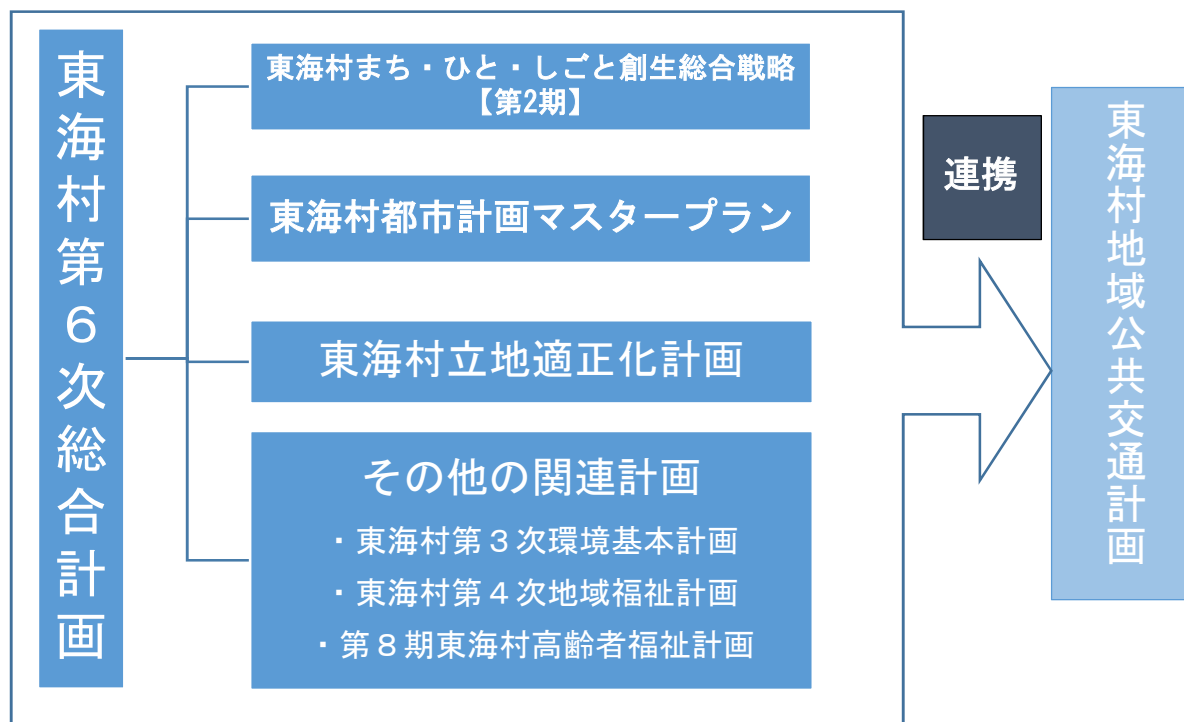 東海村第６次総合計画
東海村まち・ひと・しごと創生総合戦略
【第2期】
東海村都市計画マスタープラン
東海村立地適正化計画
その他の関連計画
・東海村第３次環境基本計画
・東海村第４次地域福祉計画
・第８期東海村高齢者福祉計画
連携
東海村地域公共交通計画